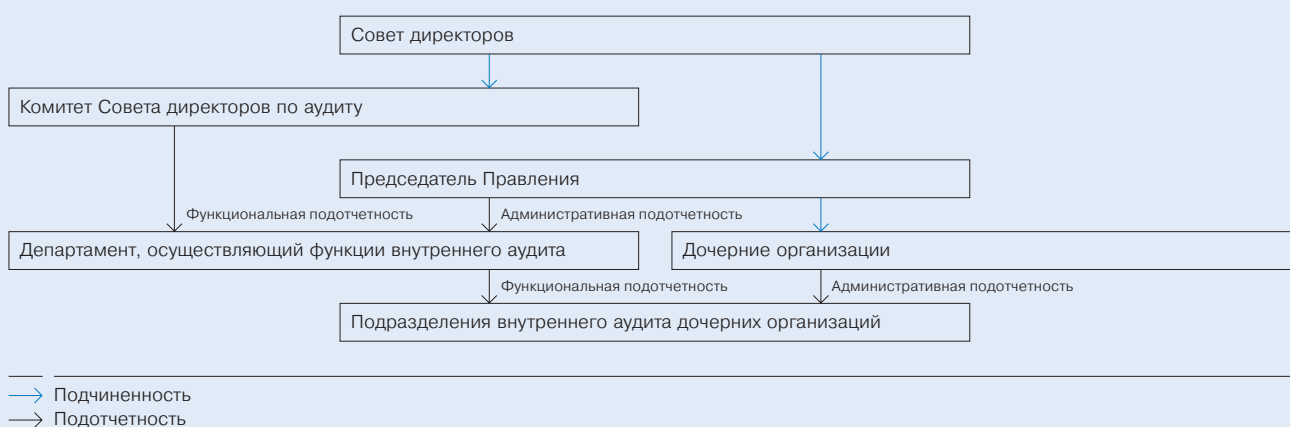 Совет директоров
Комитет Совета директоров по аудиту
Председатель Правления
Функциональная подотчетность
Административная подотчетность
Департамент, осуществляющий функции внутреннего аудита
Дочерние организации
Функциональная подотчетность
Административная подотчетность
Подразделения внутреннего аудита дочерних организаций
Подчиненность
Подотчетность